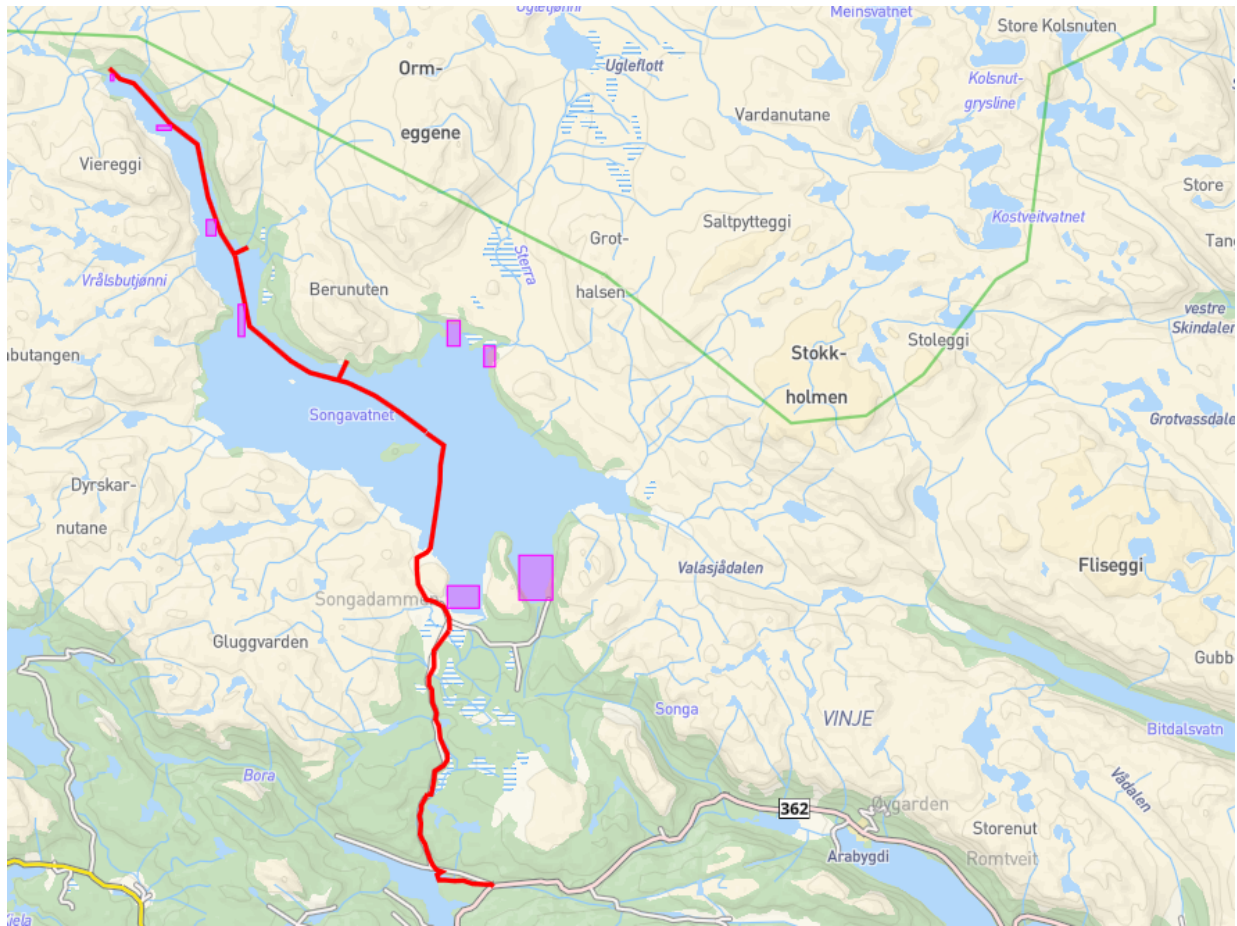 Ugletjønni
Meinsvatnet
Store Kolsnuten
Orm-
eggene
Ugleflott
Kolsnut-
grysline
Vardanutane
Viereggi
Store
Saltpytteggi
Kostveitvatnet
Grot-
halsen
Sterra
Tang
Vrålsbutjønni
Berunuten
vestre
Skindalen
butangen
Stokk-
holmen
Stoleggi
Songavatnet
Grotvassdale
Dyrskar-
nutane
Valasjådalen
Fliseggi
Songadammen
Gluggvarden
Gubb
Songa
VINJE
Bitdalsvatn
Bora
Vådalen
362
Øygarden
Storenut
Arabygdi
Romtveit
Kjela